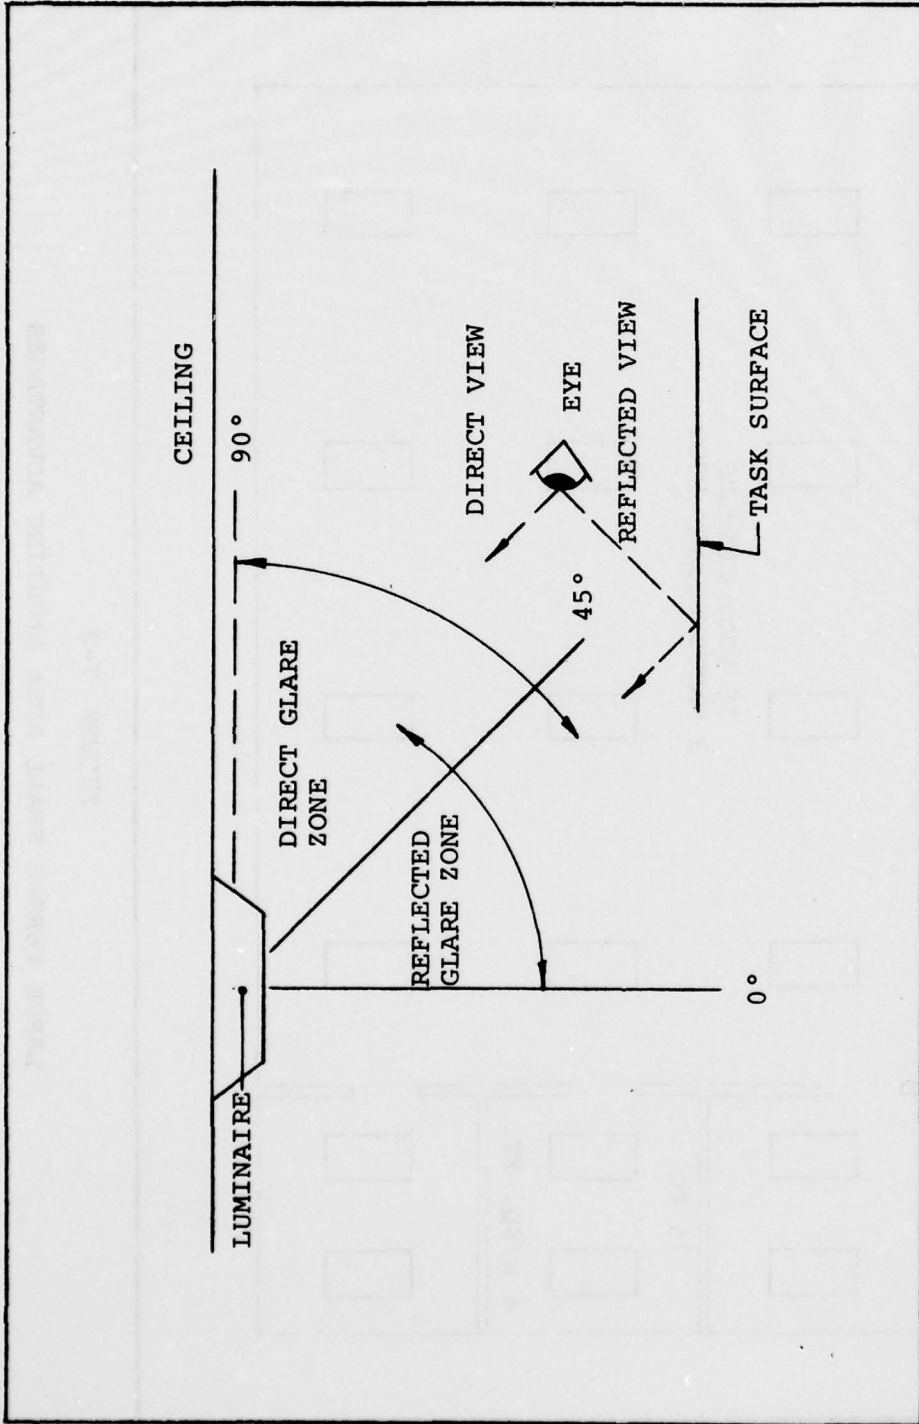 CEILING
90°
LUMINAIRE
DIRECT GLARE
ZONE
DIRECT VIEW
REFLECTED
GLARE ZONE
45°
EYE
REFLECTED VIEW
0°
TASK SURFACE